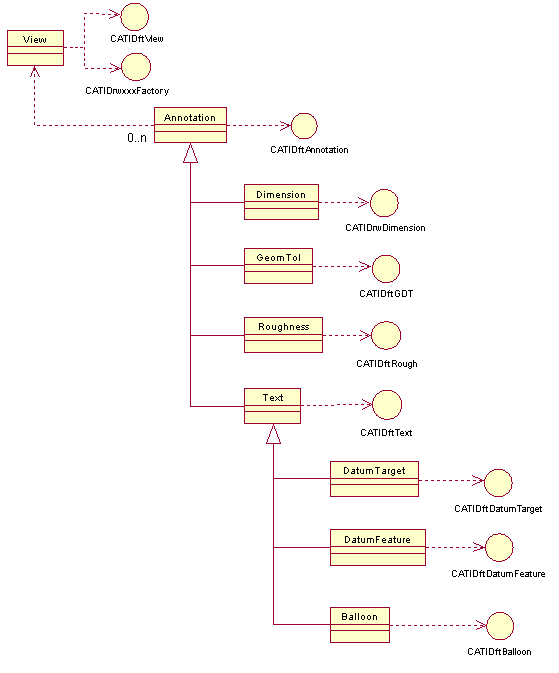 View
CATIDftView
CATIDrwxxxFactory
Annotation
0..n
CATIDftAnnotation
Dimension
CATIDrwDimension
GeomTol
CATIDftGDT
Roughness
CATIDftRough
Text
CATIDftText
DatumTarget
CATIDftDatumTarget
DatumFeature
CATIDftDatumFeature
Balloon
CATIDftBalloon